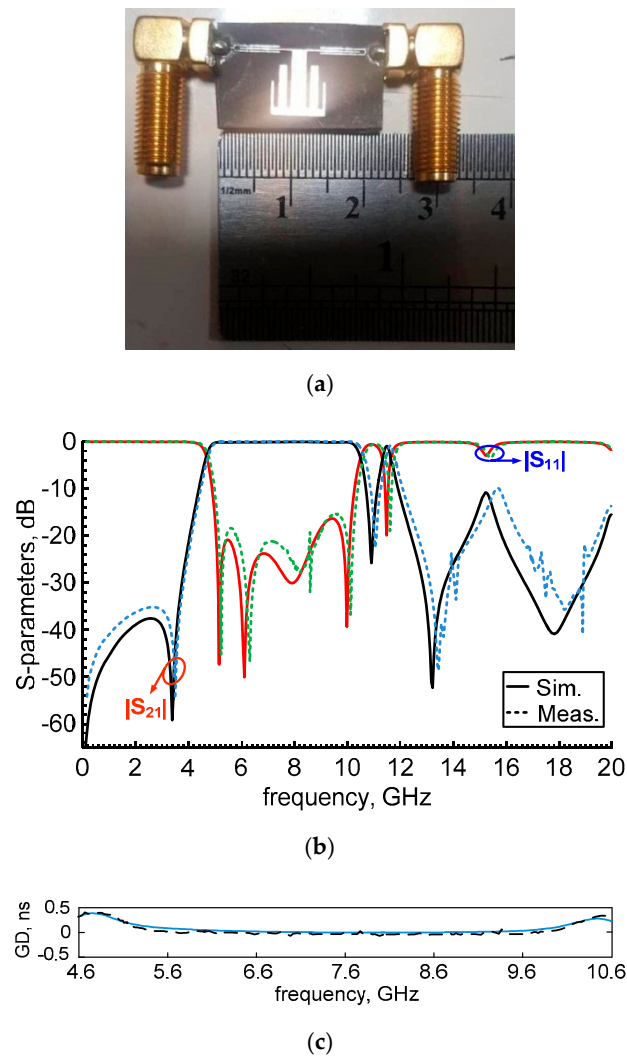 1/2mm 1 2 3 4
32 1
(a)
S-parameters, dB
0
-10
-20
-30
-40
-50
-60
|S11|
|S21|
Sim.
Meas.
0 2 4 6 8 10 12 14 16 18 20
frequency, GHz
(b)
GD, ns
0.5
0
-0.5
4.6 5.6 6.6 7.6 8.6 9.6 10.6
frequency, GHz
(c)